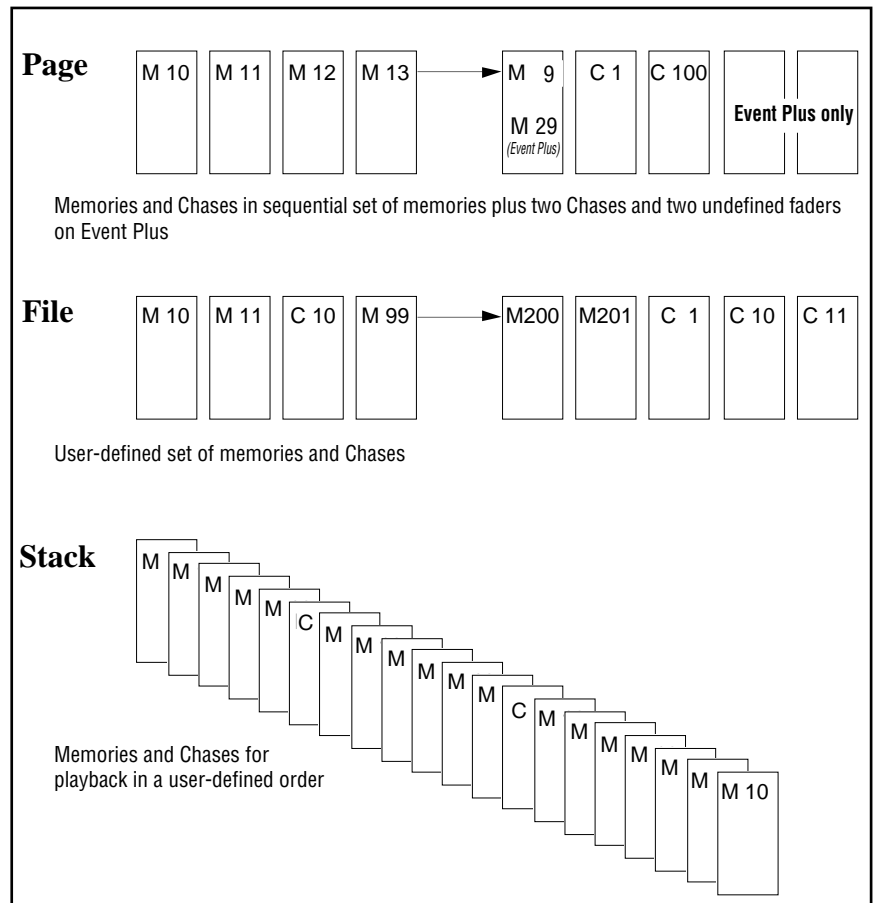 Page
M 10 M 11 M 12 M 13 M 9 C 1 C 100
M 29
(Event Plus)
Event Plus only
Memories and Chases in sequential set of memories plus two Chases and two undefined faders
on Event Plus
File
M 10 M 11 C 10 M 99 M200 M201 C 1 C 10 C 11
User-defined set of memories and Chases
Stack
M
M
M
M
M
C
M
M
M
M
M
M
C
M
M
M
M
M
M
M 10
Memories and Chases for
playback in a user-defined order